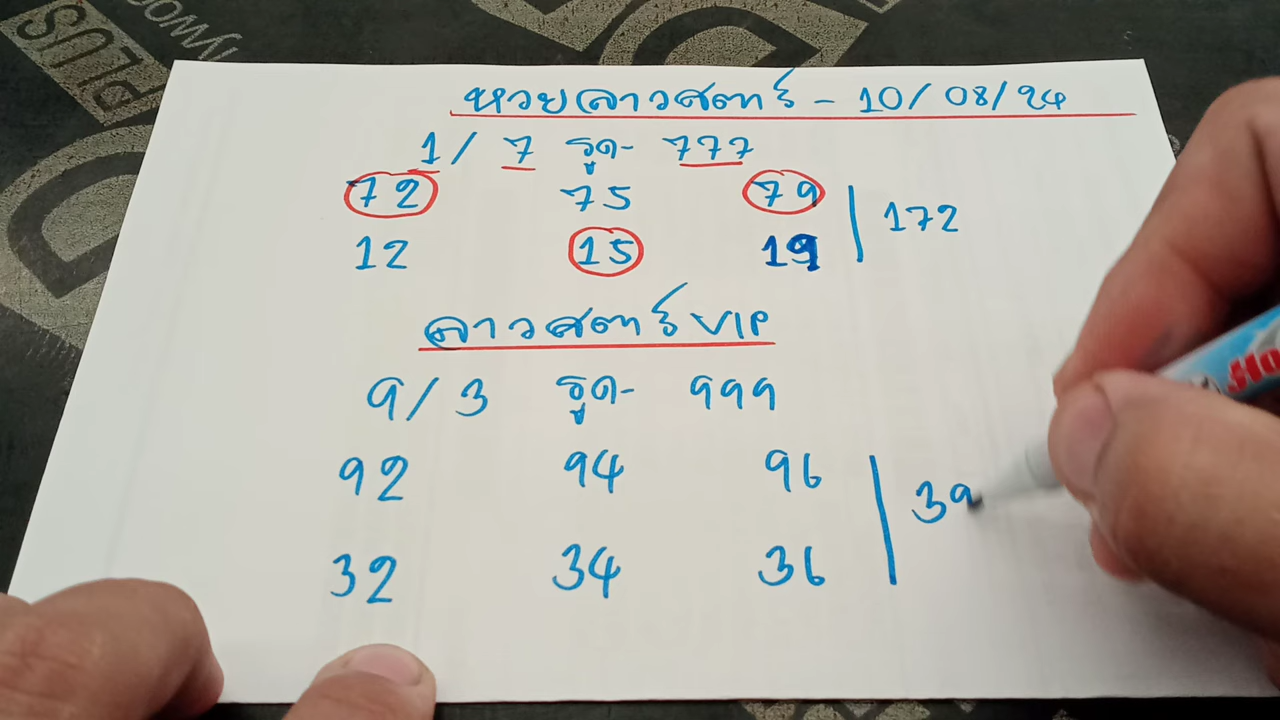 PLUS
หวยลาวสตาร์ - 10/08/24
1 / 7 รูด- 777
72 75 79
12 15 19
172
ลาวสตาร์ VIP
9/3 รูด- 999
92 94 96
32 34 36
39